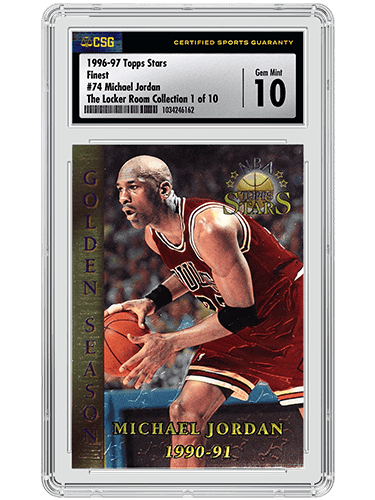 CSG
CERTIFIED SPORTS GUARANTY
1996-97 Topps Stars
Finest
#74 Michael Jordan
The Locker Room Collection 1 of 10
1034246162
Gem Mint
10
GOLDEN SEASON
NBA
TOPPS
STARS
BULLS
MICHAEL JORDAN
1990-91